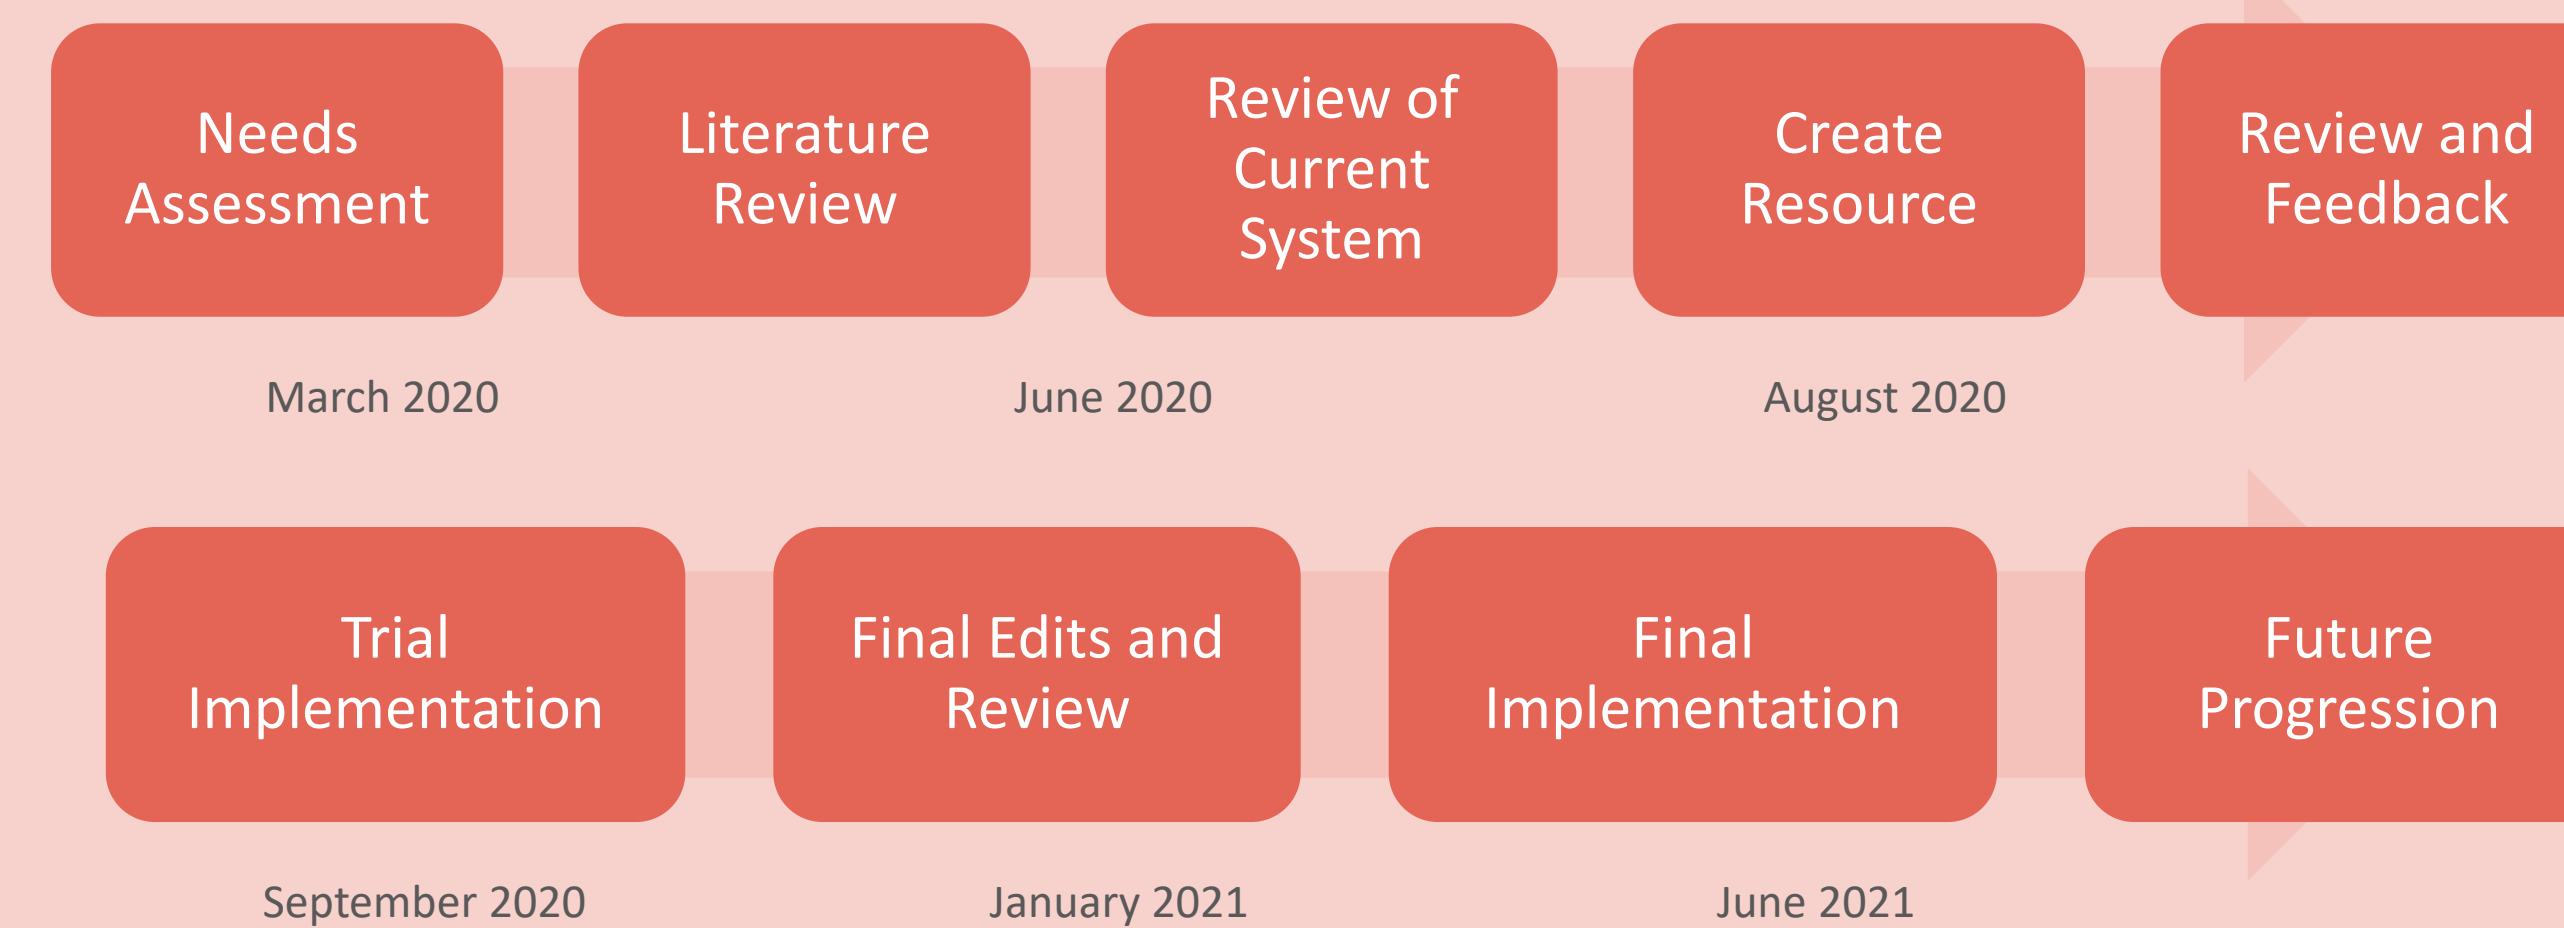 Needs
Assessment
Literature
Review
Review of
Current
System
Create
Resource
Review and
Feedback
March 2020
June 2020
August 2020
Trial
Implementation
Final Edits and
Review
Final
Implementation
Future
Progression
September 2020
January 2021
June 2021